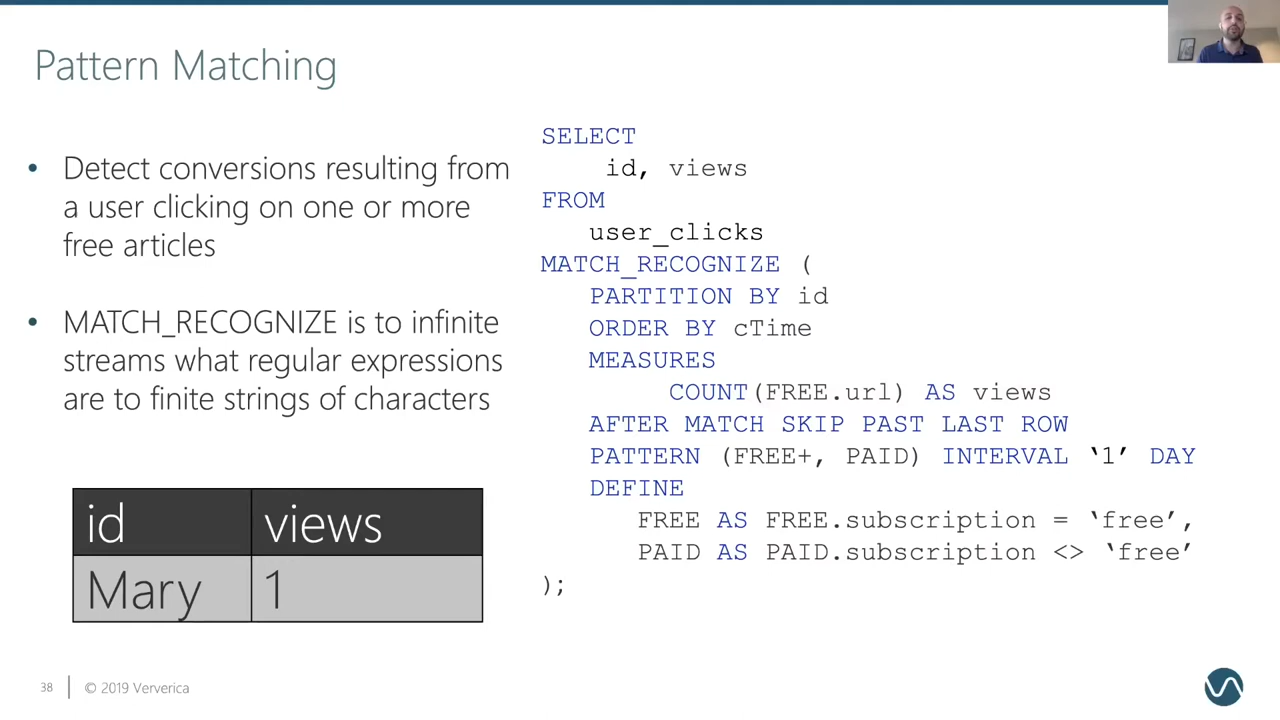 Pattern Matching
• Detect conversions resulting from
a user clicking on one or more
free articles
• MATCH_RECOGNIZE is to infinite
streams what regular expressions
are to finite strings of characters
id views
Mary 1
SELECT
id, views
FROM
user_clicks
MATCH_RECOGNIZE (
PARTITION BY id
ORDER BY cTime
MEASURES
COUNT(FREE.url) AS views
AFTER MATCH SKIP PAST LAST ROW
PATTERN (FREE+, PAID) INTERVAL ‘1’ DAY
DEFINE
FREE AS FREE.subscription = ‘free’,
PAID AS PAID.subscription <> ‘free’
);
38 © 2019 Ververica